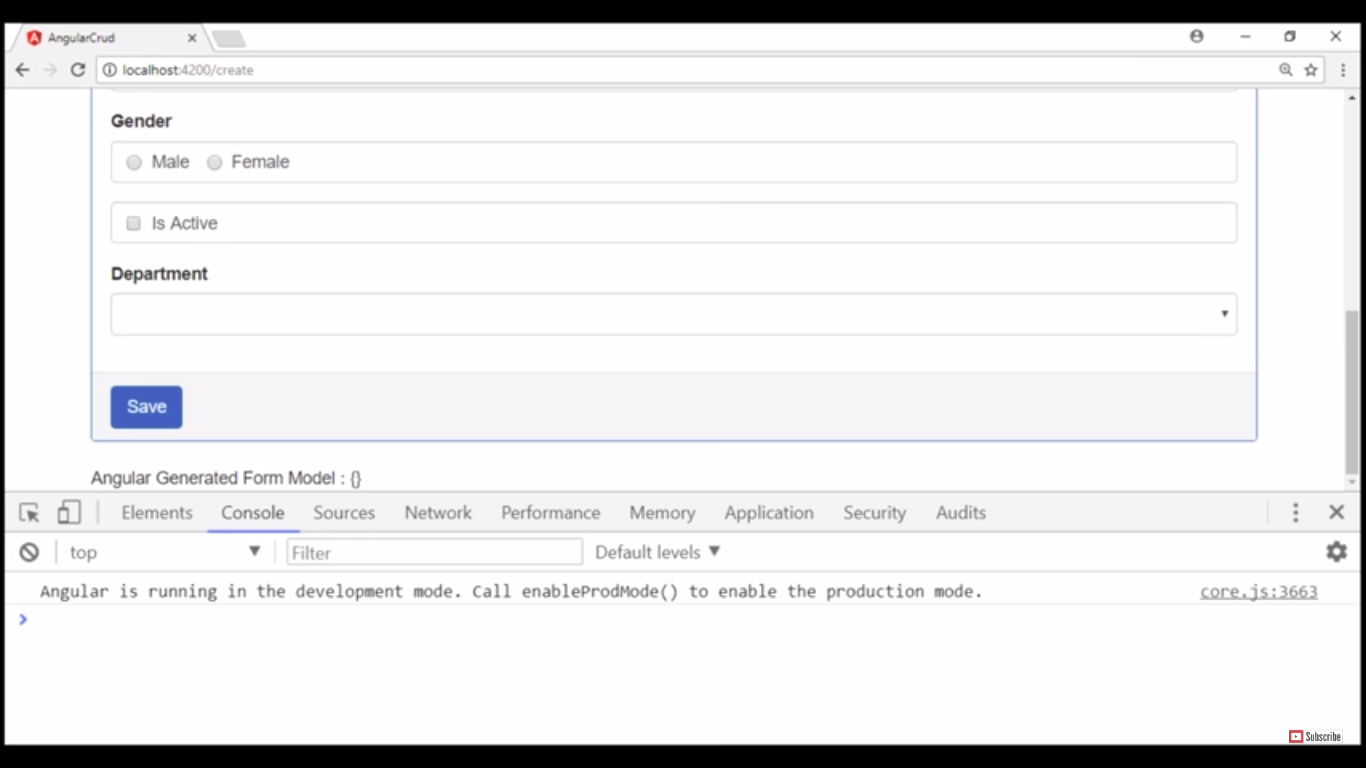 AngularCrud
localhost:4200/create
Gender
Male Female
Is Active
Department
Save
Angular Generated Form Model : {}
Elements Console Sources Network Performance Memory Application Security Audits
top Filter Default levels
Angular is running in the development mode. Call enableProdMode() to enable the production mode. core.js:3663
Subscribe